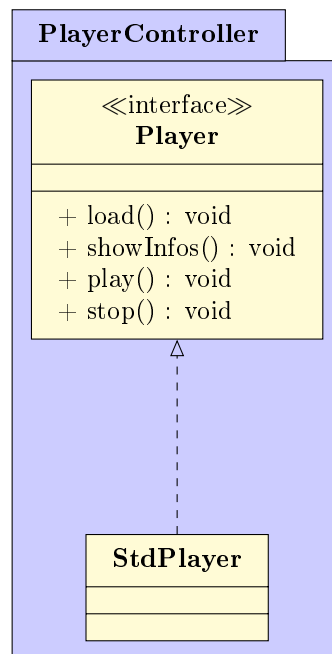 PlayerController
≪interface≫
Player
+ load() : void
+ showInfos() : void
+ play() : void
+ stop() : void
StdPlayer